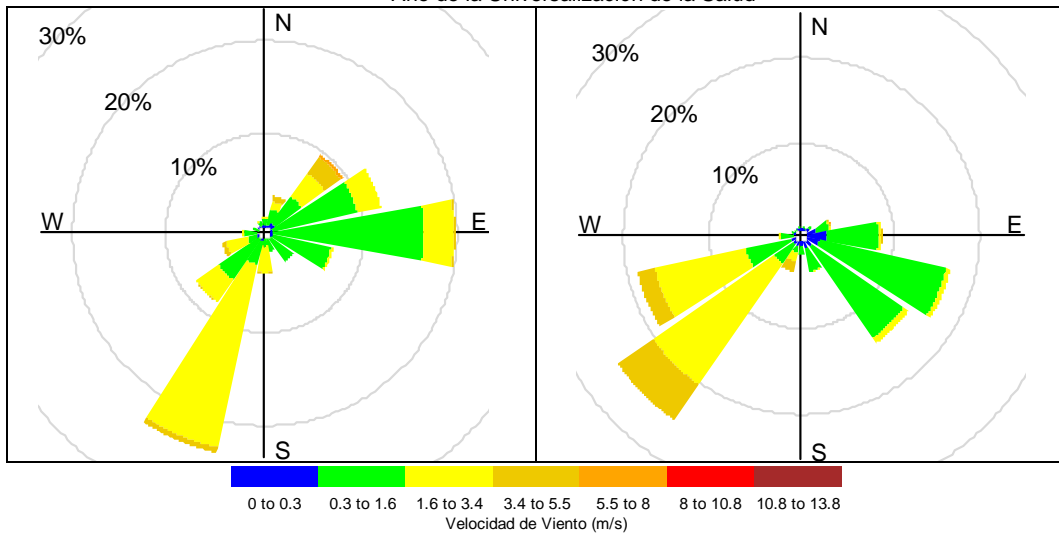 N
30%
20%
10%
W
E
S
N
30%
20%
10%
W
E
S
0 to 0.3 0.3 to 1.6 1.6 to 3.4 3.4 to 5.5 5.5 to 8 8 to 10.8 10.8 to 13.8
Velocidad de Viento (m/s)